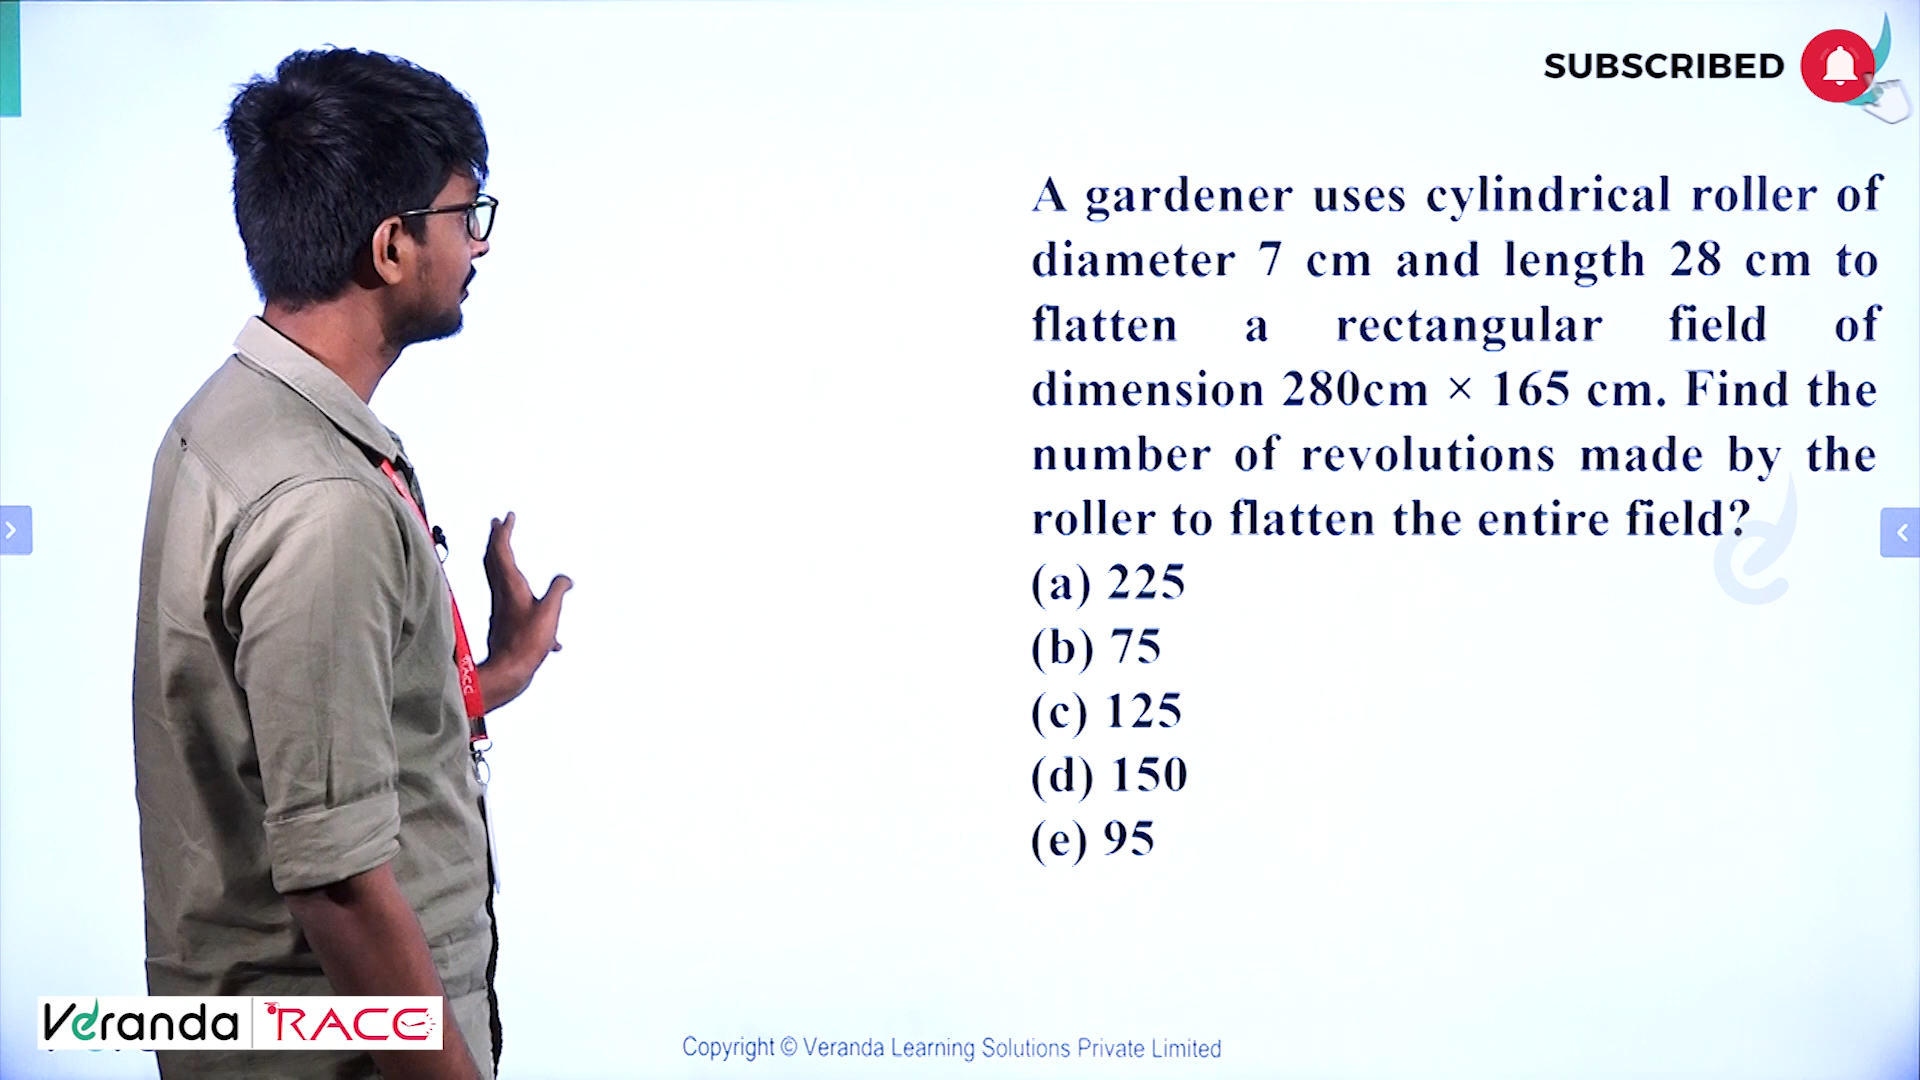 SUBSCRIBED
A gardener uses cylindrical roller of
diameter 7 cm and length 28 cm to
flatten a rectangular field of
dimension 280cm × 165 cm. Find the
number of revolutions made by the
roller to flatten the entire field?
(a) 225
(b) 75
(c) 125
(d) 150
(e) 95
RACE
Veranda RACE
Copyright © Veranda Learning Solutions Private Limited